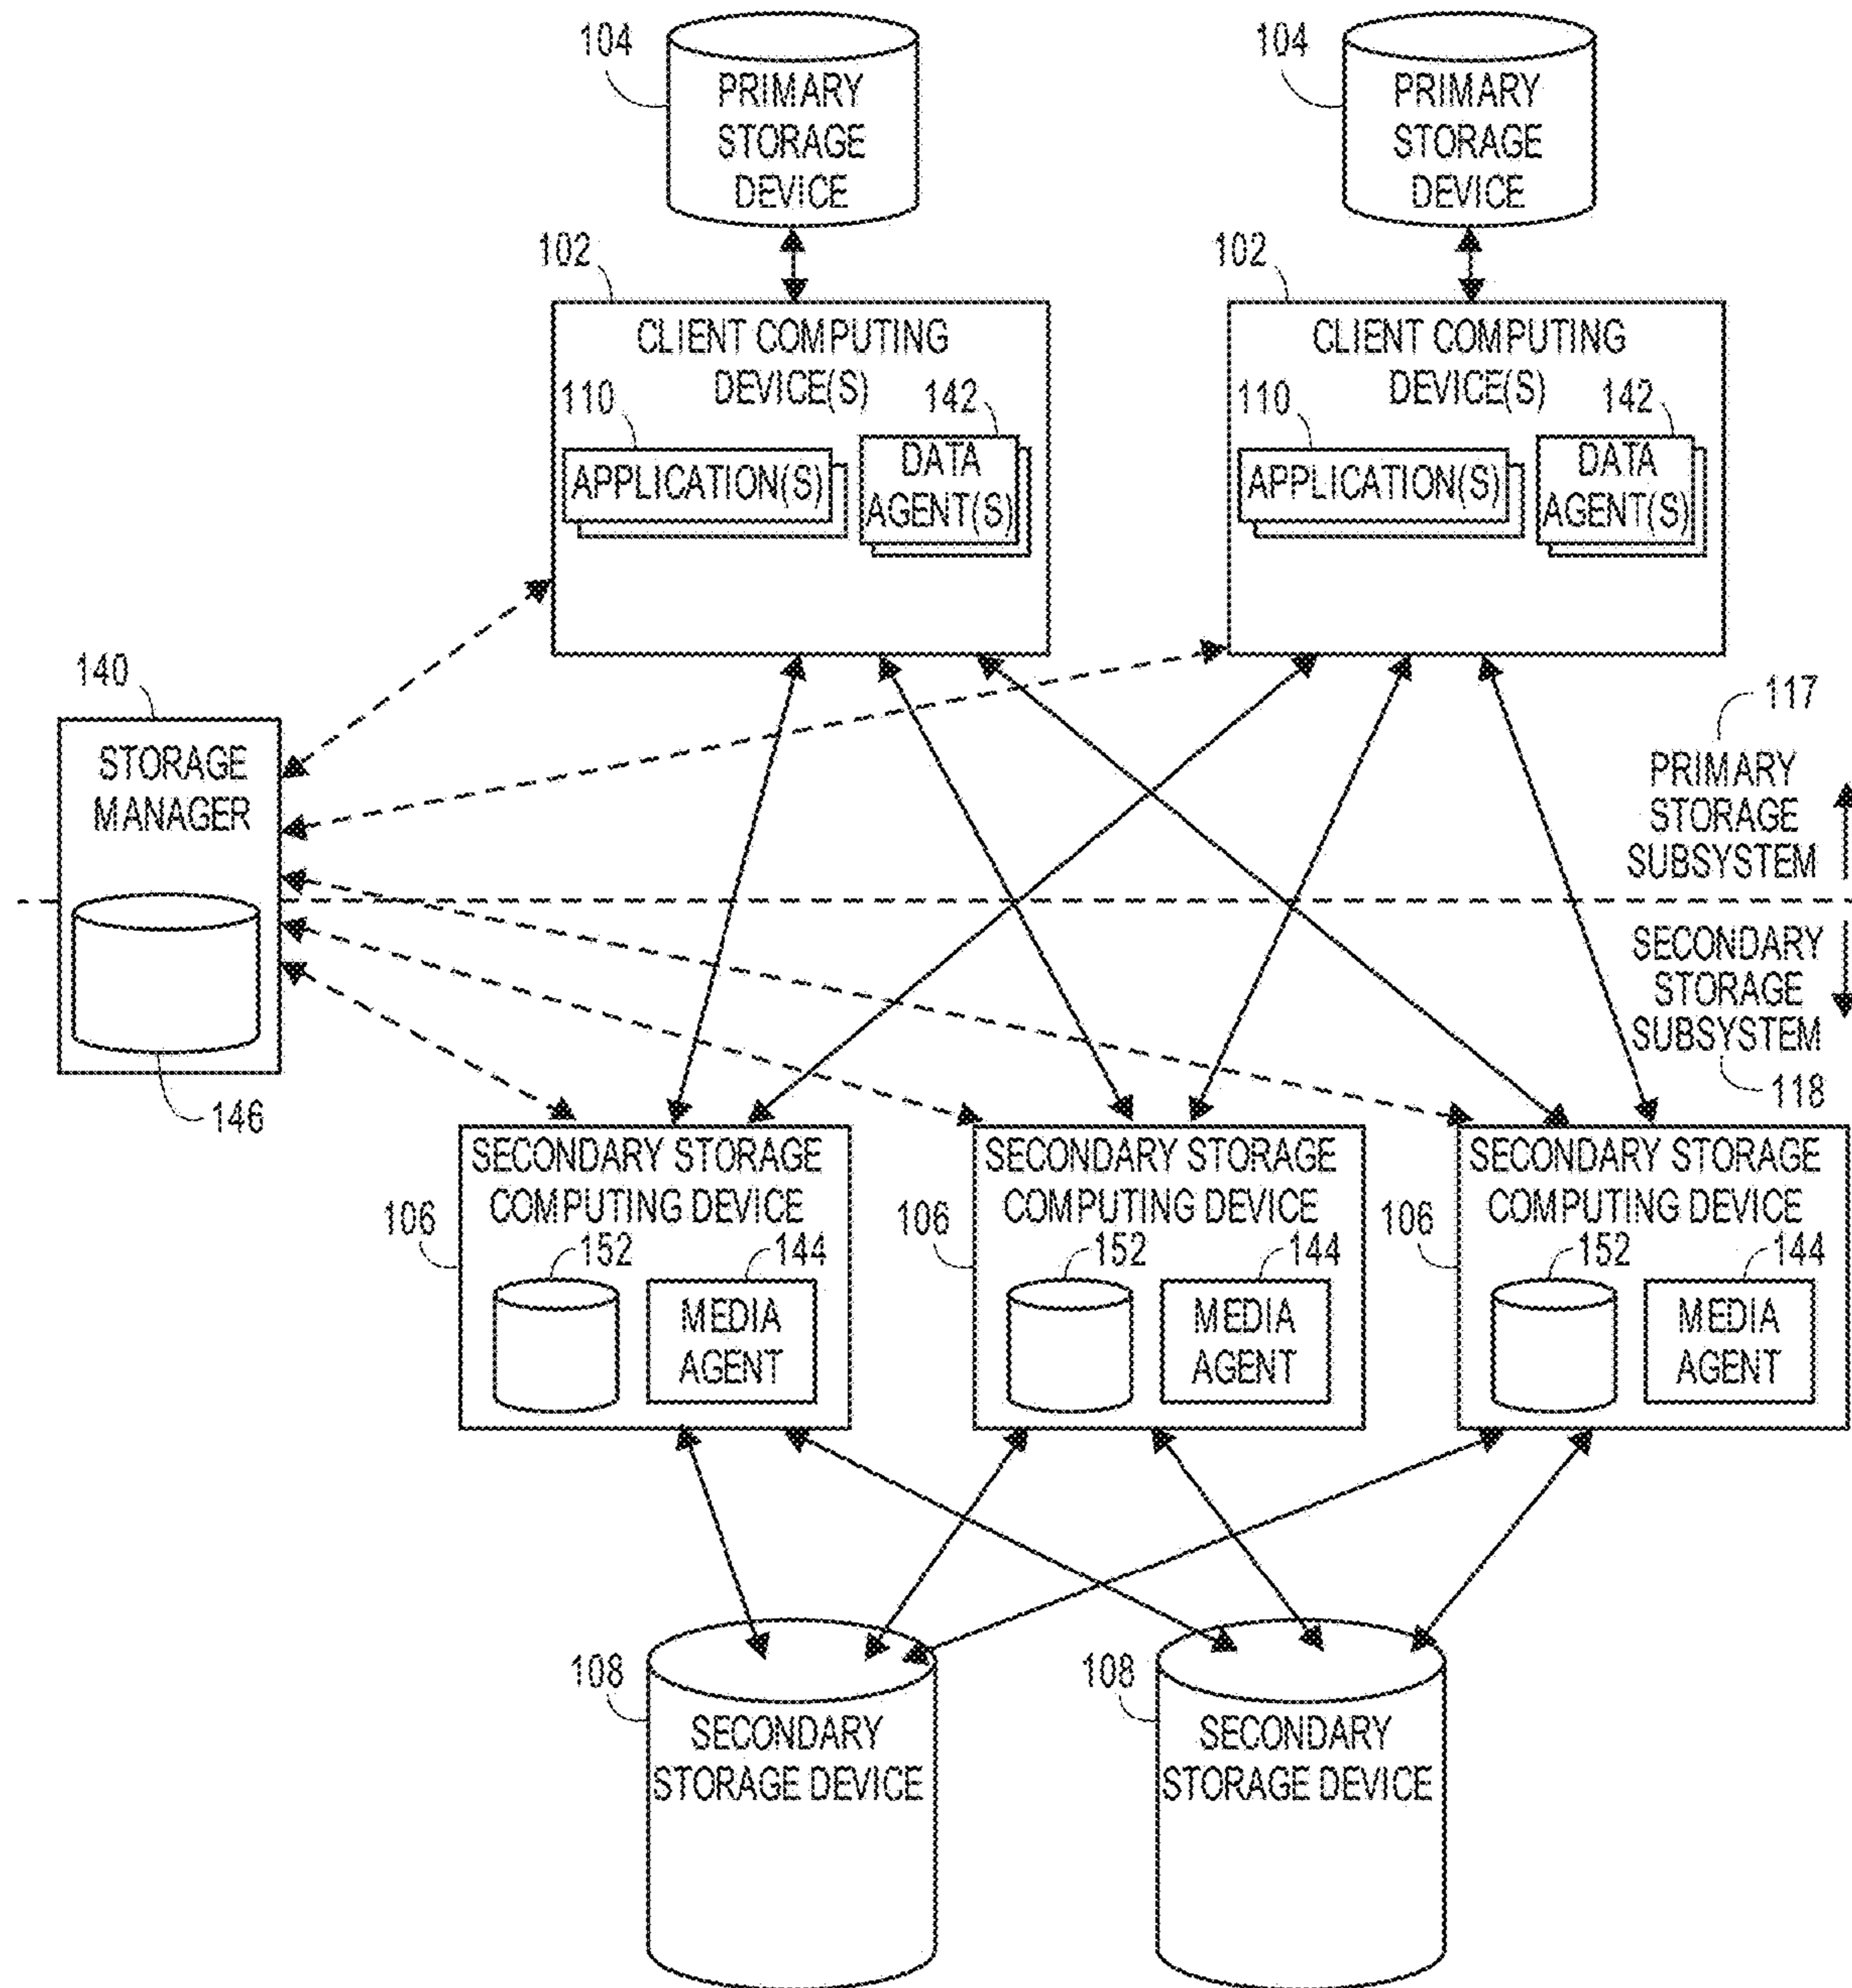 104
PRIMARY
STORAGE
DEVICE
104
PRIMARY
STORAGE
DEVICE
102
CLIENT COMPUTING
DEVICE(S)
110
APPLICATION(S)
142
DATA
AGENT(S)
102
CLIENT COMPUTING
DEVICE(S)
110
APPLICATION(S)
142
DATA
AGENT(S)
140
STORAGE
MANAGER
146
117
PRIMARY
STORAGE
SUBSYSTEM
SECONDARY
STORAGE
SUBSYSTEM
118
106
SECONDARY STORAGE
COMPUTING DEVICE
152
144
MEDIA
AGENT
106
SECONDARY STORAGE
COMPUTING DEVICE
152
144
MEDIA
AGENT
106
SECONDARY STORAGE
COMPUTING DEVICE
152
144
MEDIA
AGENT
108
SECONDARY
STORAGE DEVICE
108
SECONDARY
STORAGE DEVICE